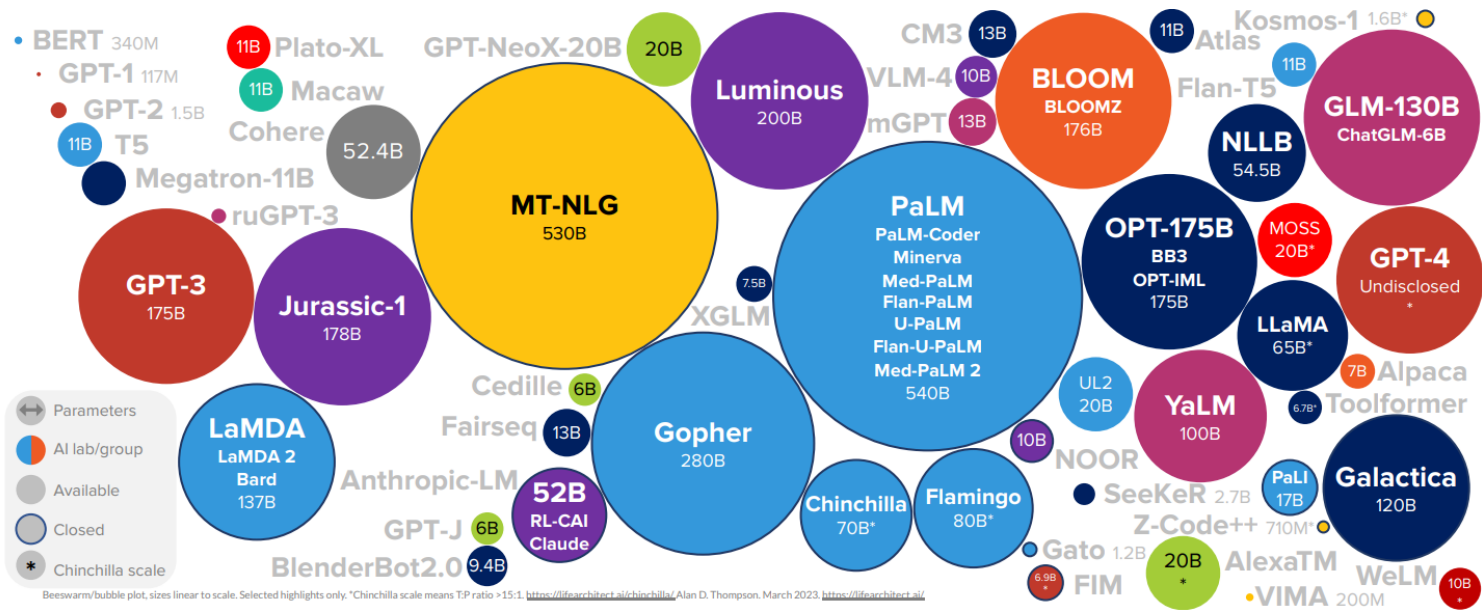 BERT 340M
GPT-1 117M
GPT-2 1.5B
11B T5
Megatron-11B
ruGPT-3
11B Plato-XL
11B Macaw
Cohere
52.4B
GPT-NeoX-20B 20B
MT-NLG
530B
Luminous
200B
CM3 13B
VLM-4 10B
mGPT 13B
BLOOM
BLOOMZ
176B
11B
Atlas
Kosmos-1 1.6B*
Flan-T5 11B
NLLB
54.5B
GLM-130B
ChatGLM-6B
GPT-3
175B
Jurassic-1
178B
7.5B
XGLM
PaLM
PaLM-Coder
Minerva
Med-PaLM
Flan-PaLM
U-PaLM
Flan-U-PaLM
Med-PaLM 2
540B
OPT-175B
BB3
OPT-IML
175B
MOSS
20B*
GPT-4
Undisclosed
*
LLaMA
65B*
7B Alpaca
6.7B* Toolformer
UL2
20B
YaLM
100B
LaMDA
LaMDA 2
Bard
137B
Cedille 6B
Fairseq 13B
Gopher
280B
Anthropic-LM
52B
RL-CAI
Claude
GPT-J 6B
BlenderBot2.0 9.4B
Chinchilla
70B*
Flamingo
80B*
10B
NOOR
SeeKeR 2.7B
PaLI
17B
Galactica
120B
Z-Code++ 710M*
Gato 1.2B
6.9B
*
FIM
20B
*
AlexaTM
VIMA 200M
WeLM
10B
*
Parameters
AI lab/group
Available
Closed
* Chinchilla scale
Beeswarm/bubble plot, sizes linear to scale. Selected highlights only. *Chinchilla scale means T:P ratio >15:1. https://lifearchitect.ai/chinchilla/ Alan D. Thompson. March 2023. https://lifearchitect.ai/